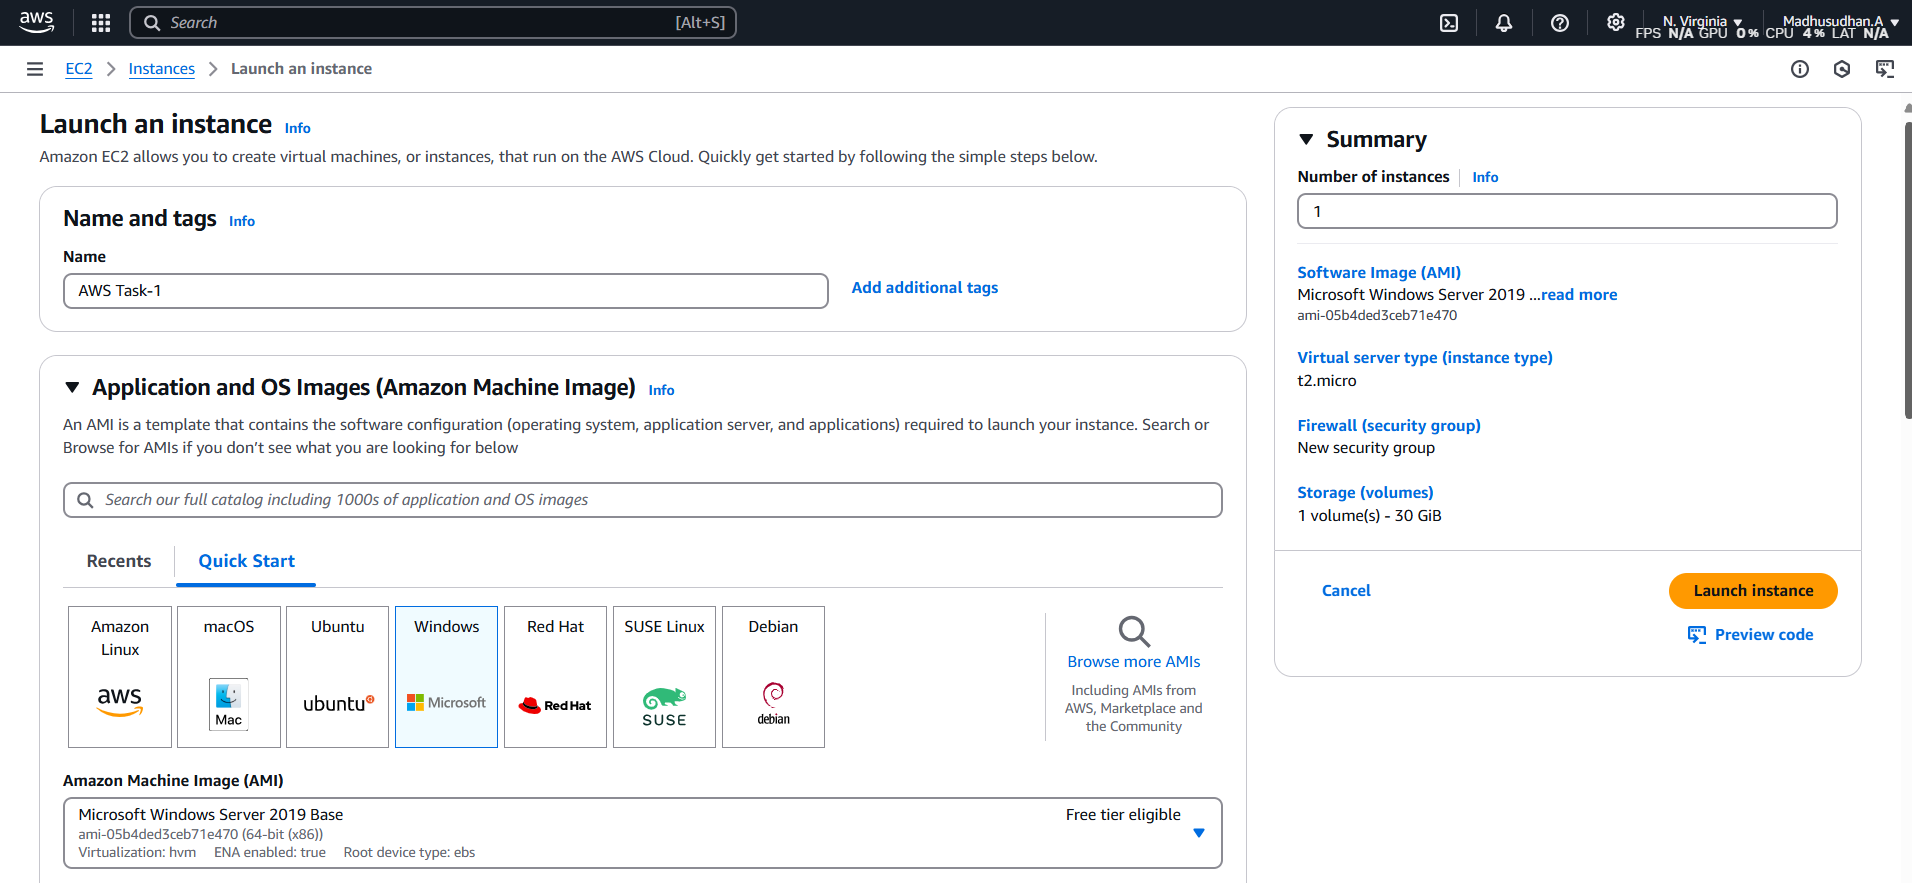 aws
Search [Alt+S]
N. Virginia
Madhusudhan.A
FPS N/A GPU 0% CPU 4% LAT N/A
EC2 > Instances > Launch an instance
Launch an instance Info
Amazon EC2 allows you to create virtual machines, or instances, that run on the AWS Cloud. Quickly get started by following the simple steps below.
Name and tags Info
Name
AWS Task-1
Add additional tags
Application and OS Images (Amazon Machine Image) Info
An AMI is a template that contains the software configuration (operating system, application server, and applications) required to launch your instance. Search or
Browse for AMIs if you don’t see what you are looking for below
Search our full catalog including 1000s of application and OS images
Recents
Quick Start
Amazon
Linux
aws
macOS
Mac
Ubuntu
ubuntu
Windows
Microsoft
Red Hat
Red Hat
SUSE Linux
SUSE
Debian
debian
Browse more AMIs
Including AMIs from
AWS, Marketplace and
the Community
Amazon Machine Image (AMI)
Microsoft Windows Server 2019 Base
Free tier eligible
ami-05b4ded3ceb71e470 (64-bit (x86))
Virtualization: hvm ENA enabled: true Root device type: ebs
Summary
Number of instances Info
1
Software Image (AMI)
Microsoft Windows Server 2019 ...read more
ami-05b4ded3ceb71e470
Virtual server type (instance type)
t2.micro
Firewall (security group)
New security group
Storage (volumes)
1 volume(s) - 30 GiB
Cancel
Launch instance
Preview code